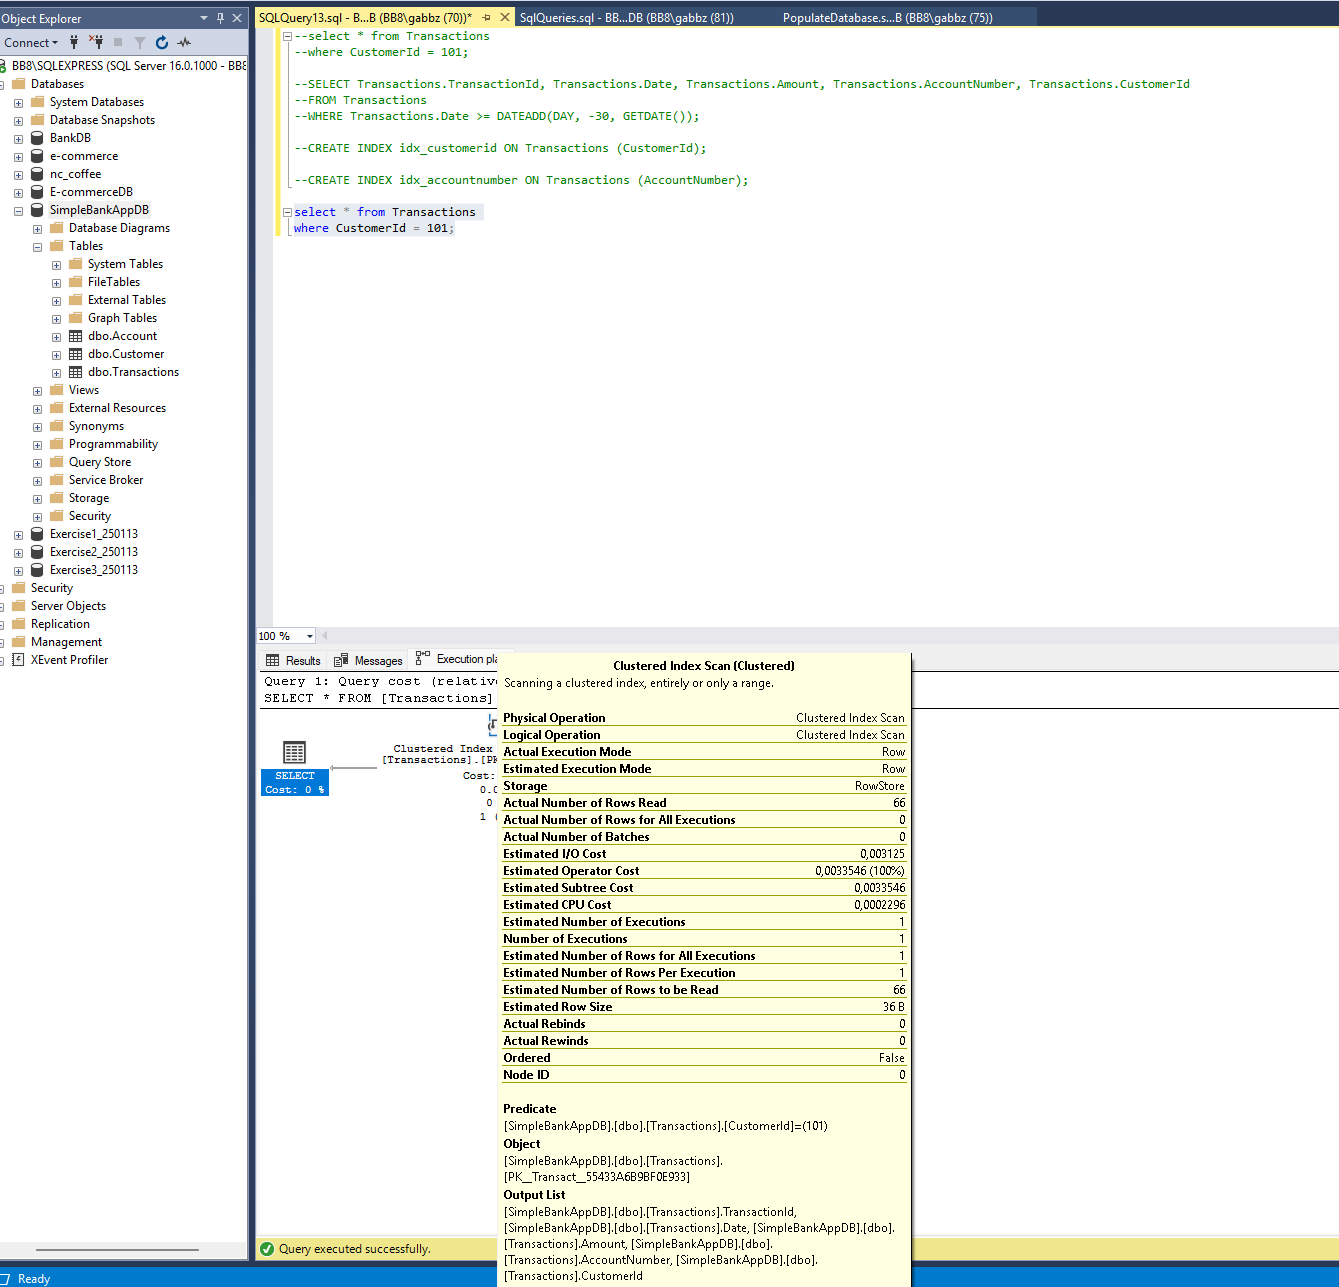 Object Explorer
Connect
BB8\SQLEXPRESS (SQL Server 16.0.1000 - BB8
Databases
System Databases
Database Snapshots
BankDB
e-commerce
nc_coffee
E-commerceDB
SimpleBankAppDB
Database Diagrams
Tables
System Tables
FileTables
External Tables
Graph Tables
dbo.Account
dbo.Customer
dbo.Transactions
Views
External Resources
Synonyms
Programmability
Query Store
Service Broker
Storage
Security
Exercise1_250113
Exercise2_250113
Exercise3_250113
Security
Server Objects
Replication
Management
XEvent Profiler
SQLQuery13.sql - B...B (BB8\gabbz (70))*
SqlQueries.sql - BB...DB (BB8\gabbz (81))
PopulateDatabase.s...B (BB8\gabbz (75))
--select * from Transactions
--where CustomerId = 101;
--SELECT Transactions.TransactionId, Transactions.Date, Transactions.Amount, Transactions.AccountNumber, Transactions.CustomerId
--FROM Transactions
--WHERE Transactions.Date >= DATEADD(DAY, -30, GETDATE());
--CREATE INDEX idx_customerid ON Transactions (CustomerId);
--CREATE INDEX idx_accountnumber ON Transactions (AccountNumber);
select * from Transactions
where CustomerId = 101;
100 %
Results Messages Execution pla
Query 1: Query cost (relativ
SELECT * FROM [Transactions]
SELECT
Cost: 0 %
Clustered Index
[Transactions].[PK
Cost:
0.0
0
1 (
Clustered Index Scan (Clustered)
Scanning a clustered index, entirely or only a range.
Physical Operation Clustered Index Scan
Logical Operation Clustered Index Scan
Actual Execution Mode Row
Estimated Execution Mode Row
Storage RowStore
Actual Number of Rows Read 66
Actual Number of Rows for All Executions 0
Actual Number of Batches 0
Estimated I/O Cost 0,003125
Estimated Operator Cost 0,0033546 (100%)
Estimated Subtree Cost 0,0033546
Estimated CPU Cost 0,0002296
Estimated Number of Executions 1
Number of Executions 1
Estimated Number of Rows for All Executions 1
Estimated Number of Rows Per Execution 1
Estimated Number of Rows to be Read 66
Estimated Row Size 36 B
Actual Rebinds 0
Actual Rewinds 0
Ordered False
Node ID 0
Predicate
[SimpleBankAppDB].[dbo].[Transactions].[CustomerId]=(101)
Object
[SimpleBankAppDB].[dbo].[Transactions].
[PK__Transact__55433A6B9BF0E933]
Output List
[SimpleBankAppDB].[dbo].[Transactions].TransactionId,
[SimpleBankAppDB].[dbo].[Transactions].Date, [SimpleBankAppDB].[dbo].
[Transactions].Amount, [SimpleBankAppDB].[dbo].
[Transactions].AccountNumber, [SimpleBankAppDB].[dbo].
[Transactions].CustomerId
Query executed successfully.
Ready